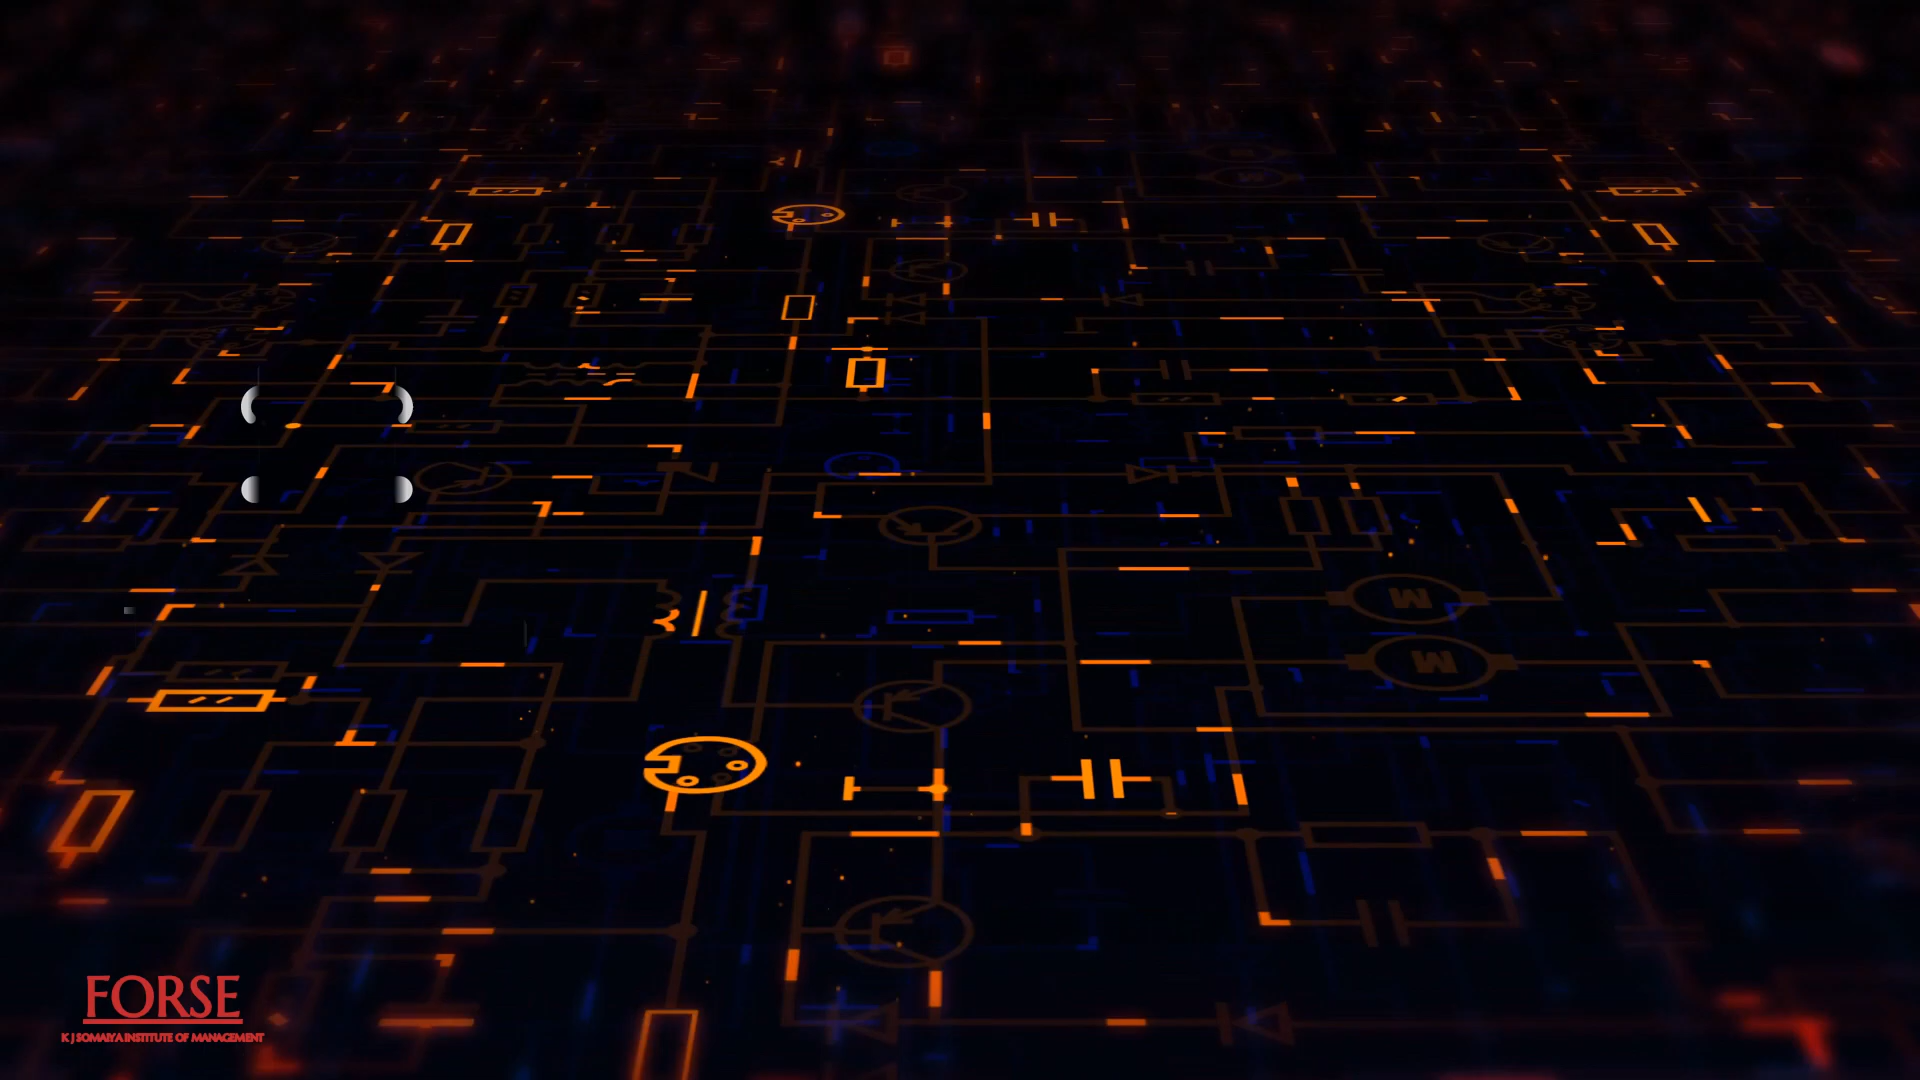 M
M
FORSE
K J SOMAIYA INSTITUTE OF MANAGEMENT